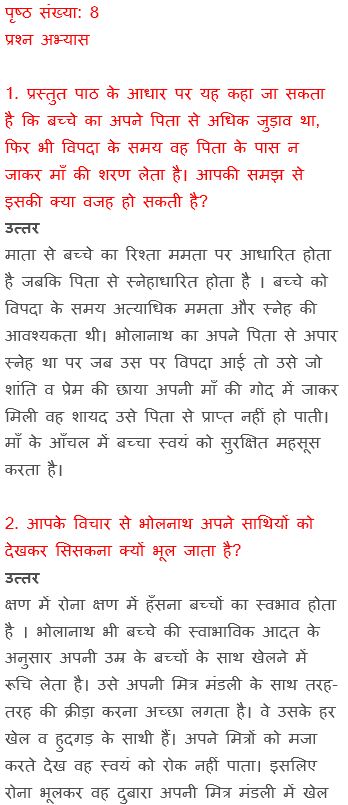 पृष्ठ संख्या: 8
प्रश्न अभ्यास
1. प्रस्तुत पाठ के आधार पर यह कहा जा सकता
है कि बच्चे का अपने पिता से अधिक जुड़ाव था,
फिर भी विपदा के समय वह पिता के पास न
जाकर माँ की शरण लेता है। आपकी समझ से
इसकी क्या वजह हो सकती है?
उत्तर
माता से बच्चे का रिश्ता ममता पर आधारित होता
है जबकि पिता से स्नेहाधारित होता है । बच्चे को
विपदा के समय अत्याधिक ममता और स्नेह की
आवश्यकता थी। भोलानाथ का अपने पिता से अपार
स्नेह था पर जब उस पर विपदा आई तो उसे जो
शांति व प्रेम की छाया अपनी माँ की गोद में जाकर
मिली वह शायद उसे पिता से प्राप्त नहीं हो पाती।
माँ के आँचल में बच्चा स्वयं को सुरक्षित महसूस
करता है।
2. आपके विचार से भोलनाथ अपने साथियों को
देखकर सिसकना क्यों भूल जाता है?
उत्तर
क्षण में रोना क्षण में हँसना बच्चों का स्वभाव होता
है । भोलानाथ भी बच्चे की स्वाभाविक आदत के
अनुसार अपनी उम्र के बच्चों के साथ खेलने में
रूचि लेता है। उसे अपनी मित्र मंडली के साथ तरह-
तरह की क्रीड़ा करना अच्छा लगता है। वे उसके हर
खेल व हुदगड़ के साथी हैं। अपने मित्रों को मजा
करते देख वह स्वयं को रोक नहीं पाता। इसलिए
रोना भूलकर वह दुबारा अपनी मित्र मंडली में खेल